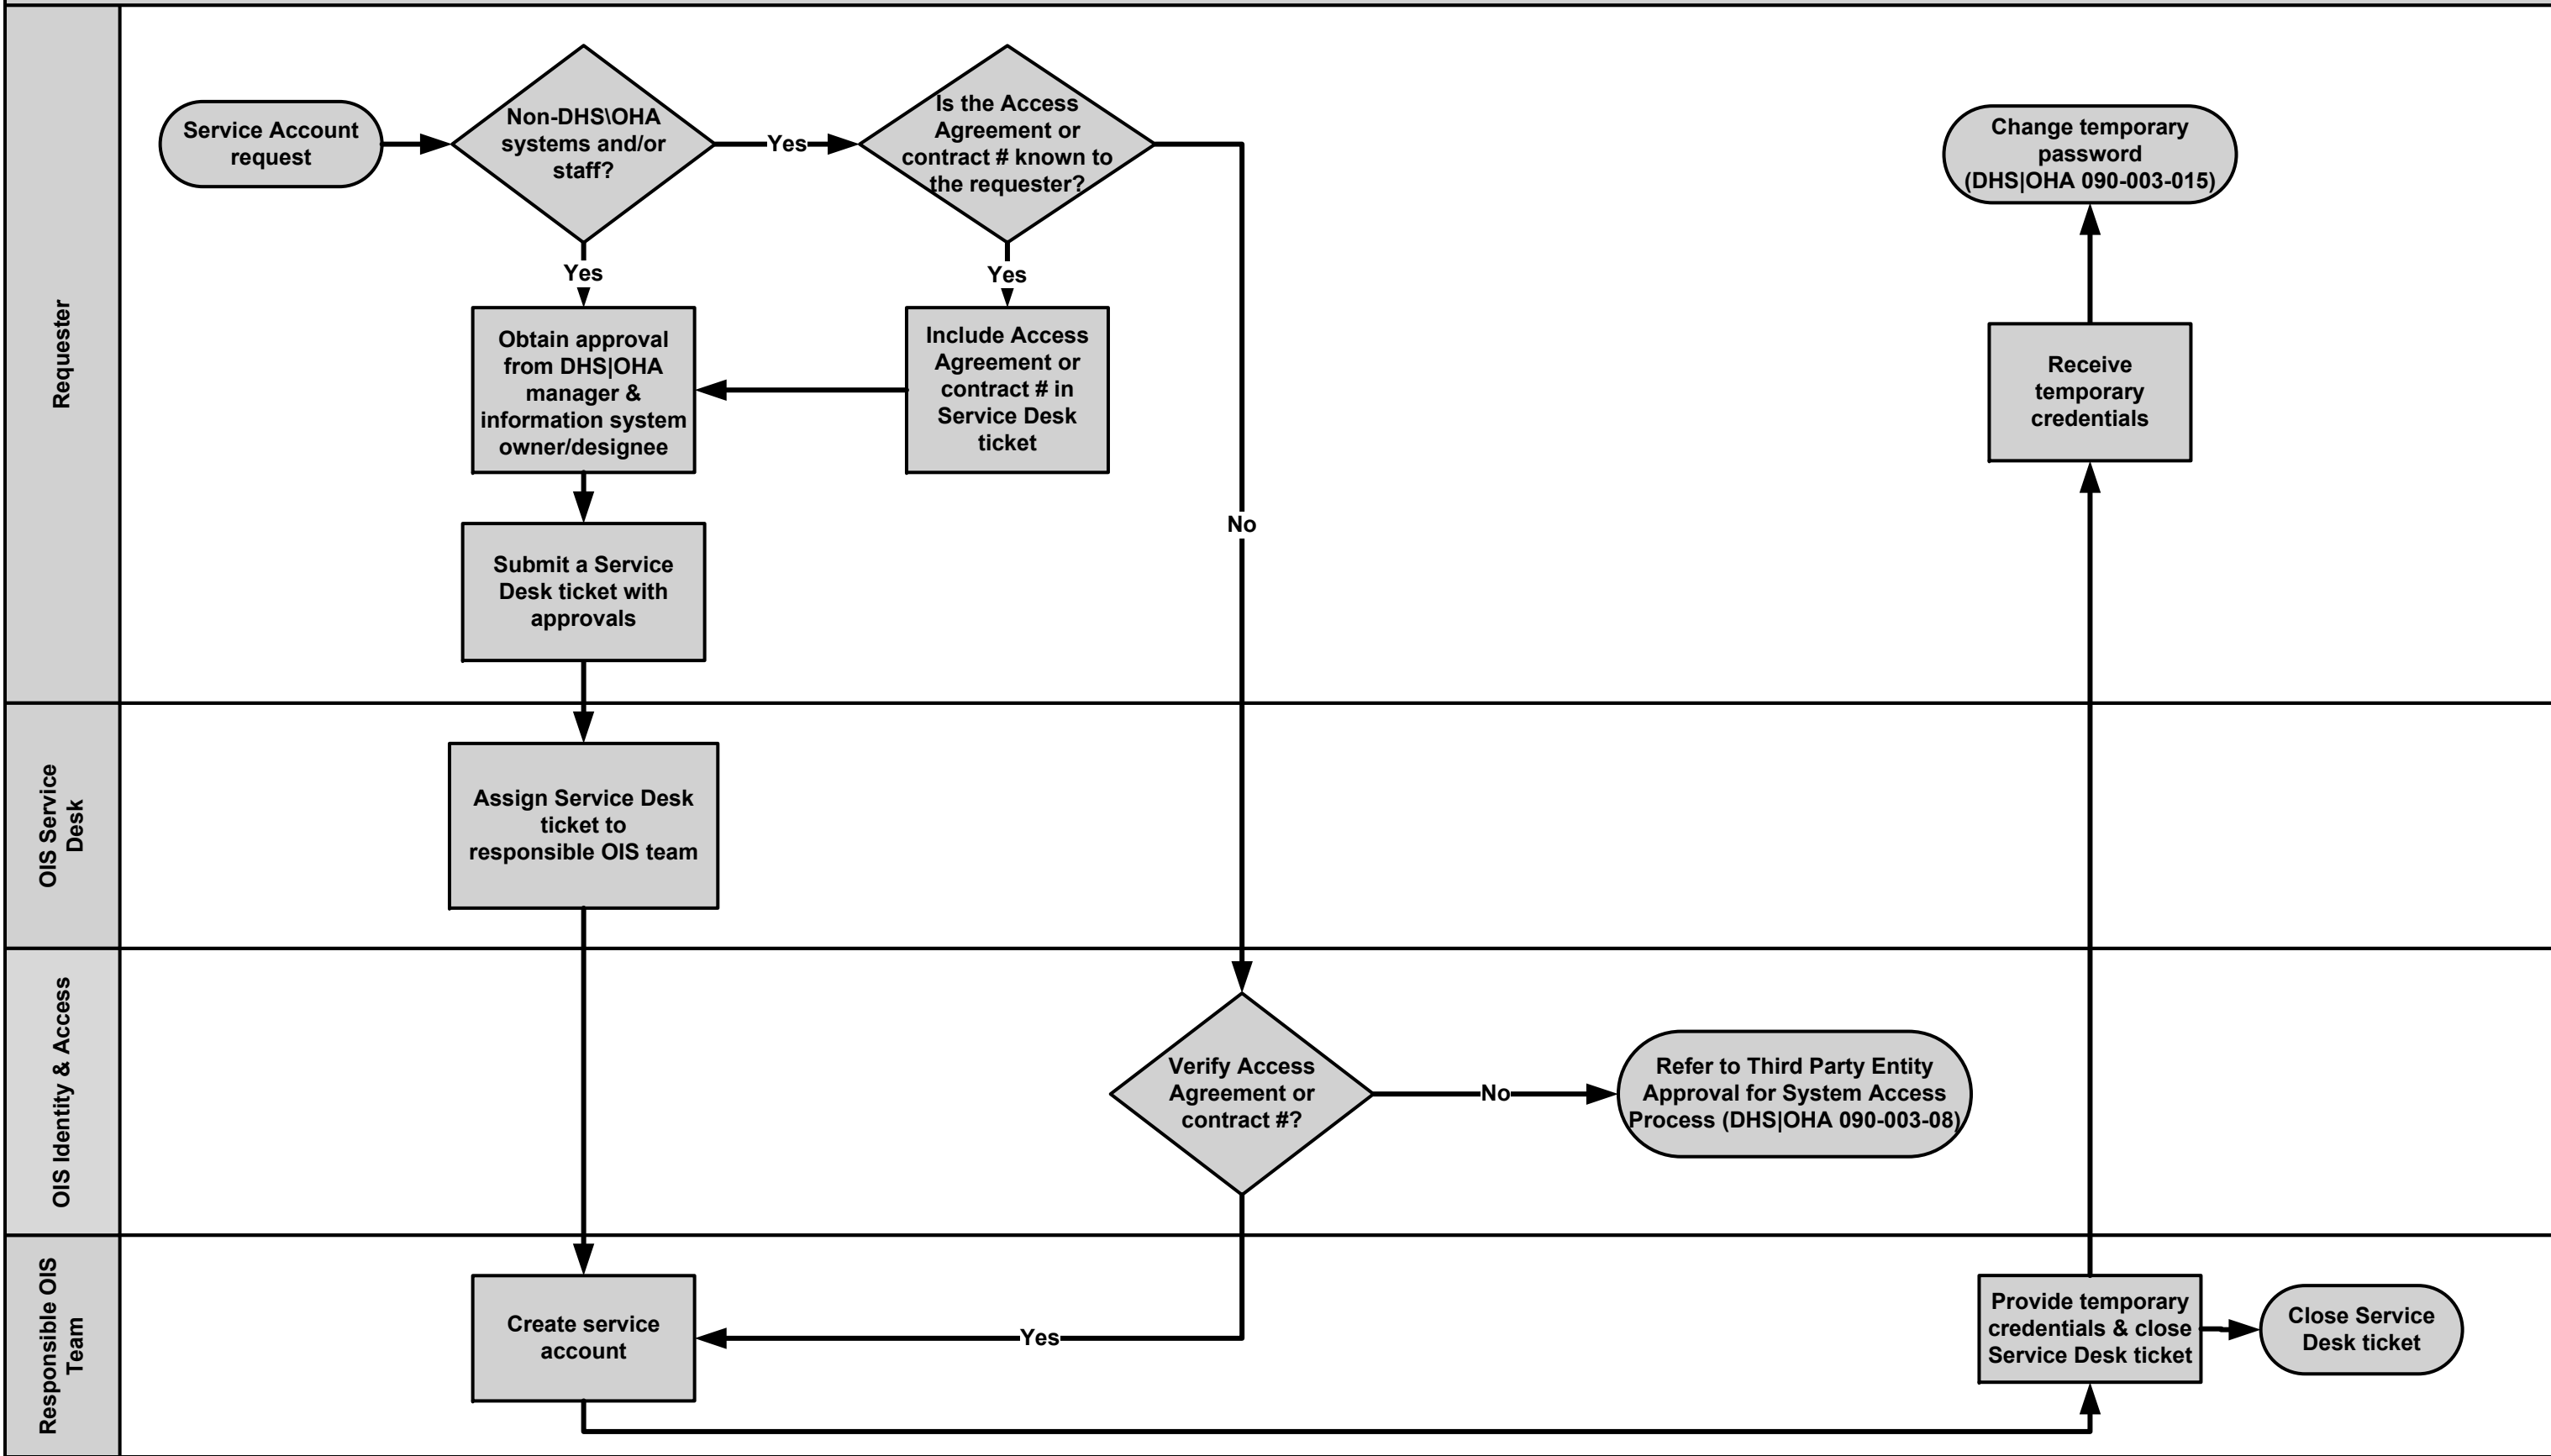 Requester
Service Account
request
Non-DHS\OHA
systems and/or
staff?
Yes
Is the Access
Agreement or
contract # known to
the requester?
Change temporary
password
(DHS|OHA 090-003-015)
Yes
Yes
Obtain approval
from DHS|OHA
manager &
information system
owner/designee
Include Access
Agreement or
contract # in
Service Desk
ticket
Receive
temporary
credentials
No
Submit a Service
Desk ticket with
approvals
OIS Service
Desk
Assign Service Desk
ticket to
responsible OIS team
OIS Identity & Access
Verify Access
Agreement or
contract #?
No
Refer to Third Party Entity
Approval for System Access
Process (DHS|OHA 090-003-08)
Responsible OIS
Team
Create service
account
Yes
Provide temporary
credentials & close
Service Desk ticket
Close Service
Desk ticket